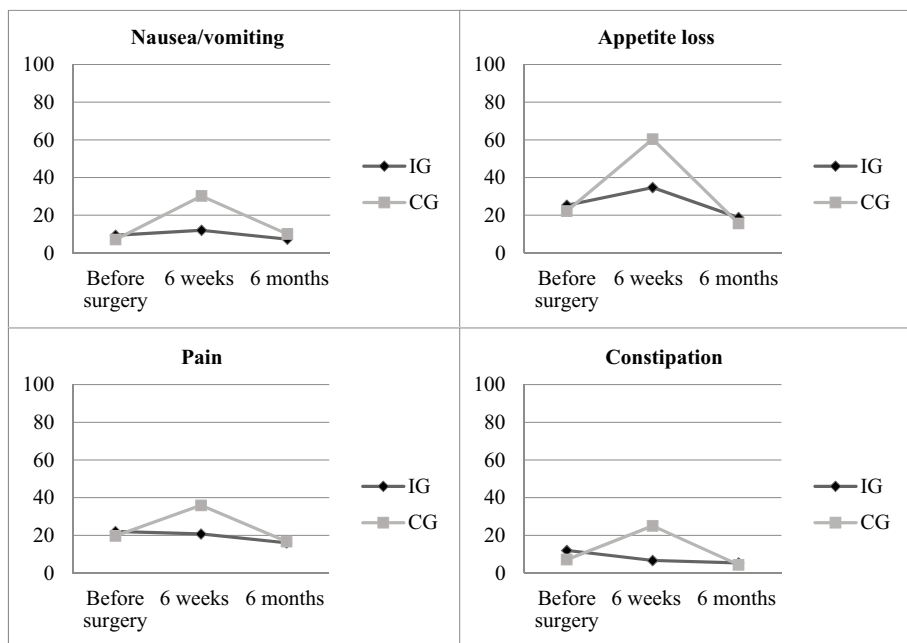 Nausea/vomiting
100
80
60
40
20
0
Before surgery
6 weeks
6 months
IG
CG
Appetite loss
100
80
60
40
20
0
Before surgery
6 weeks
6 months
IG
CG
Pain
100
80
60
40
20
0
Before surgery
6 weeks
6 months
IG
CG
Constipation
100
80
60
40
20
0
Before surgery
6 weeks
6 months
IG
CG